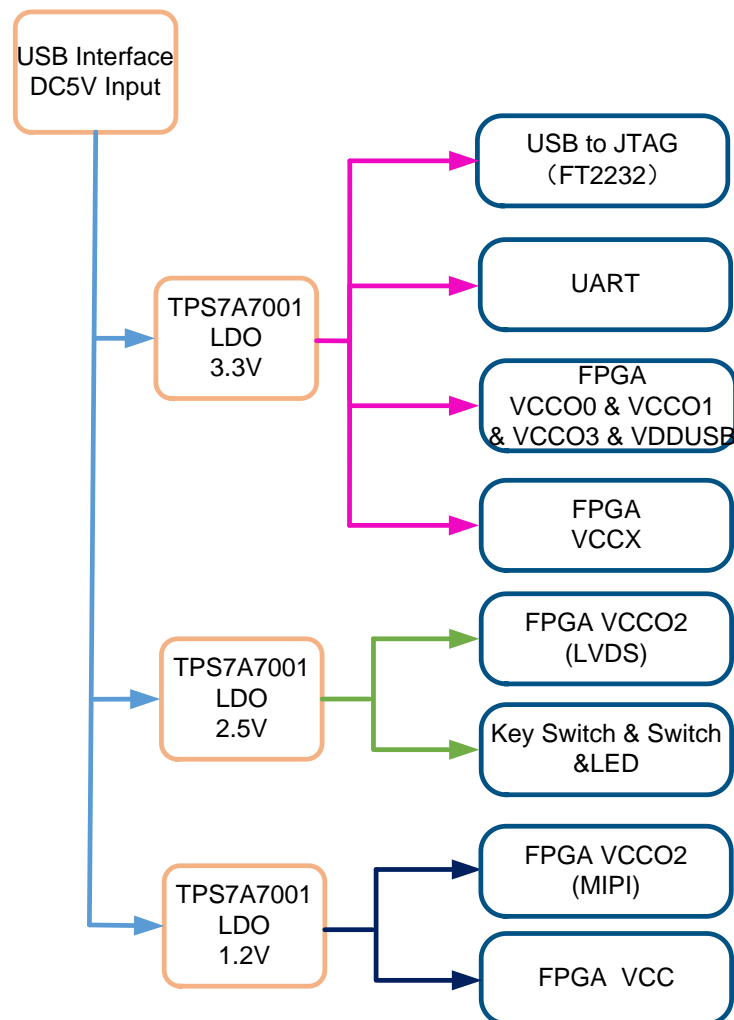 USB Interface
DC5V Input
USB to JTAG
（FT2232）
UART
TPS7A7001
LDO
3.3V
FPGA
VCCO0 & VCCO1
& VCCO3 & VDDUSB
FPGA
VCCX
TPS7A7001
LDO
2.5V
FPGA VCCO2
(LVDS)
Key Switch & Switch
&LED
TPS7A7001
LDO
1.2V
FPGA VCCO2
(MIPI)
FPGA VCC